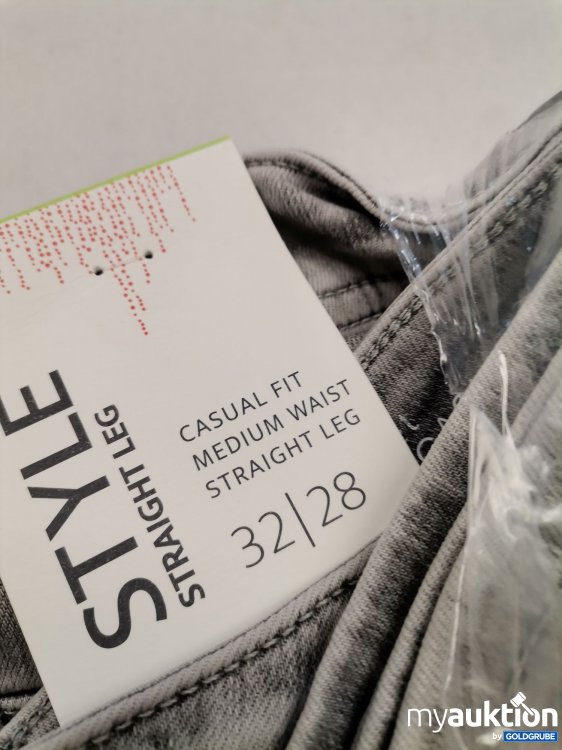 STYLE
STRAIGHT LEG
CASUAL FIT
MEDIUM WAIST
STRAIGHT LEG
32|28
myauktion
by GOLDGRUBE